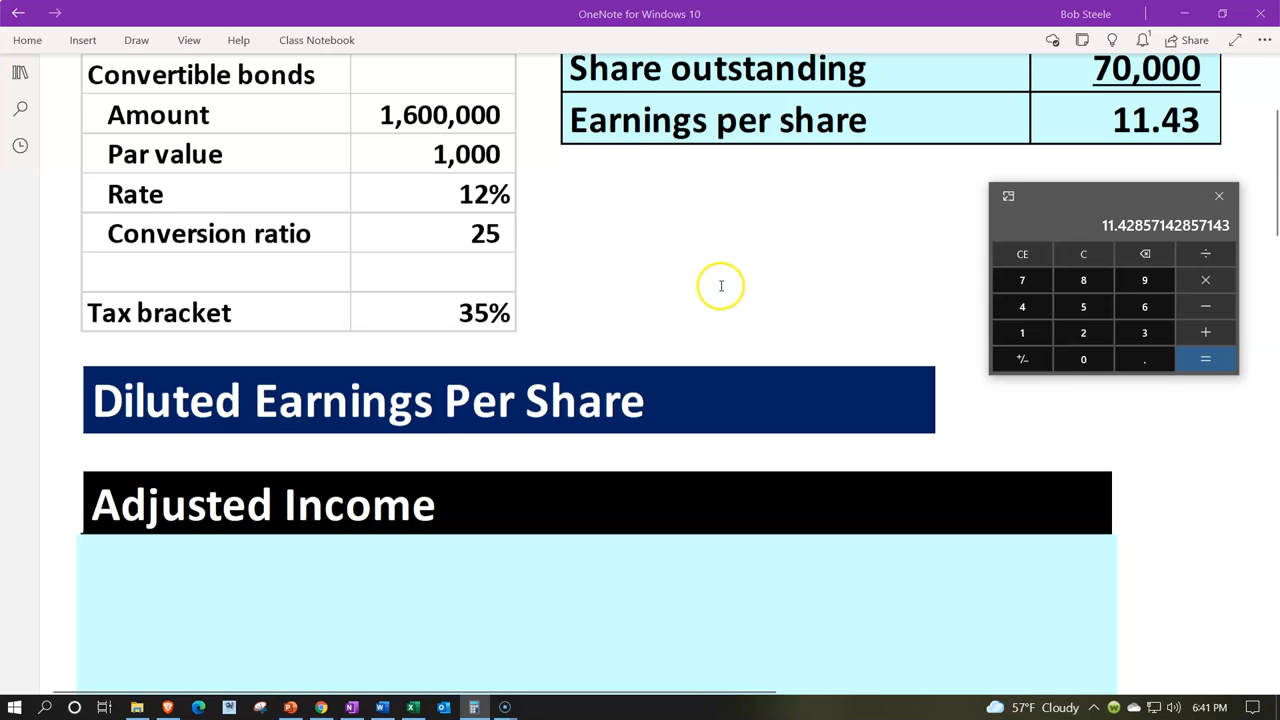 OneNote for Windows 10
Bob Steele
Home Insert Draw View Help Class Notebook
Share
Convertible bonds
Amount 1,600,000
Par value 1,000
Rate 12%
Conversion ratio 25
Tax bracket 35%
Share outstanding 70,000
Earnings per share 11.43
11.42857142857143
CE C ÷
7 8 9 ×
4 5 6 −
1 2 3 +
+/− 0 . =
Diluted Earnings Per Share
Adjusted Income
57°F Cloudy
6:41 PM